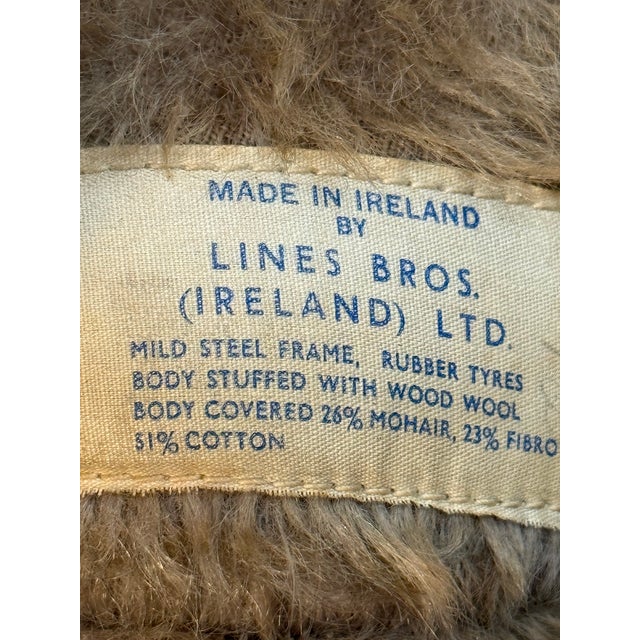 MADE IN IRELAND
BY
LINES BROS.
(IRELAND) LTD.
MILD STEEL FRAME, RUBBER TYRES
BODY STUFFED WITH WOOD WOOL
BODY COVERED 26% MOHAIR, 23% FIBRO
51% COTTON